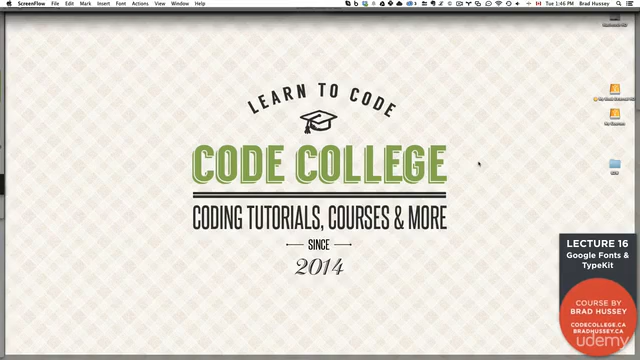 ScreenFlow File Edit Mark Insert Font Actions View Window Help
Tue 1:46 PM Brad Hussey
LEARN TO CODE
CODE COLLEGE
CODING TUTORIALS, COURSES & MORE
SINCE
2014
LECTURE 16
Google Fonts &
TypeKit
COURSE BY
BRAD HUSSEY
CODECOLLEGE.CA
BRADHUSSEY.CA
udemy